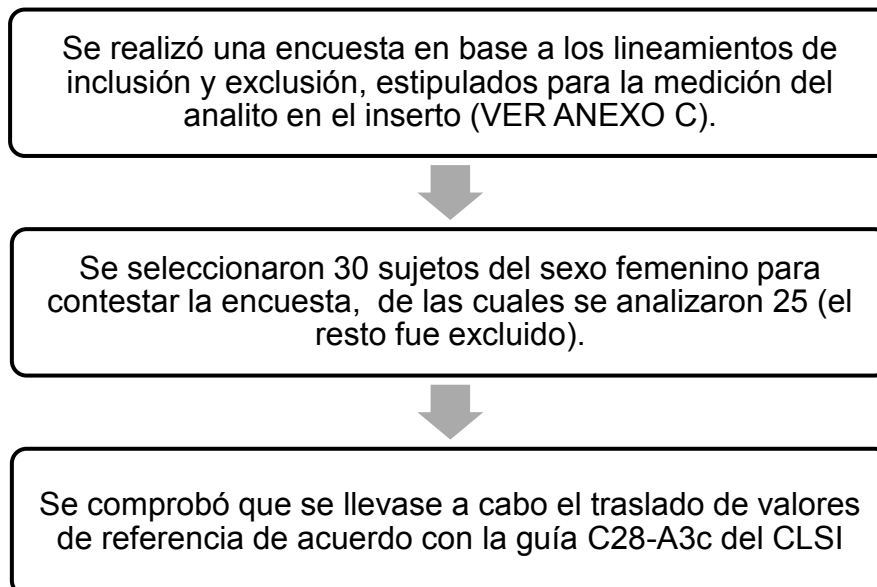 Se realizó una encuesta en base a los lineamientos de
inclusión y exclusión, estipulados para la medición del
analito en el inserto (VER ANEXO C).
Se seleccionaron 30 sujetos del sexo femenino para
contestar la encuesta, de las cuales se analizaron 25 (el
resto fue excluido).
Se comprobó que se llevase a cabo el traslado de valores
de referencia de acuerdo con la guía C28-A3c del CLSI